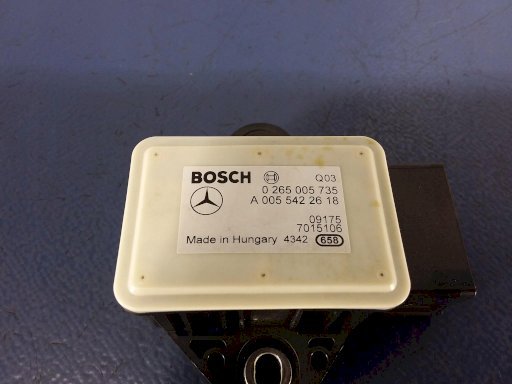 BOSCH Q03
0 265 005 735
A 005 542 26 18
09175
7015106
Made in Hungary 4342 658